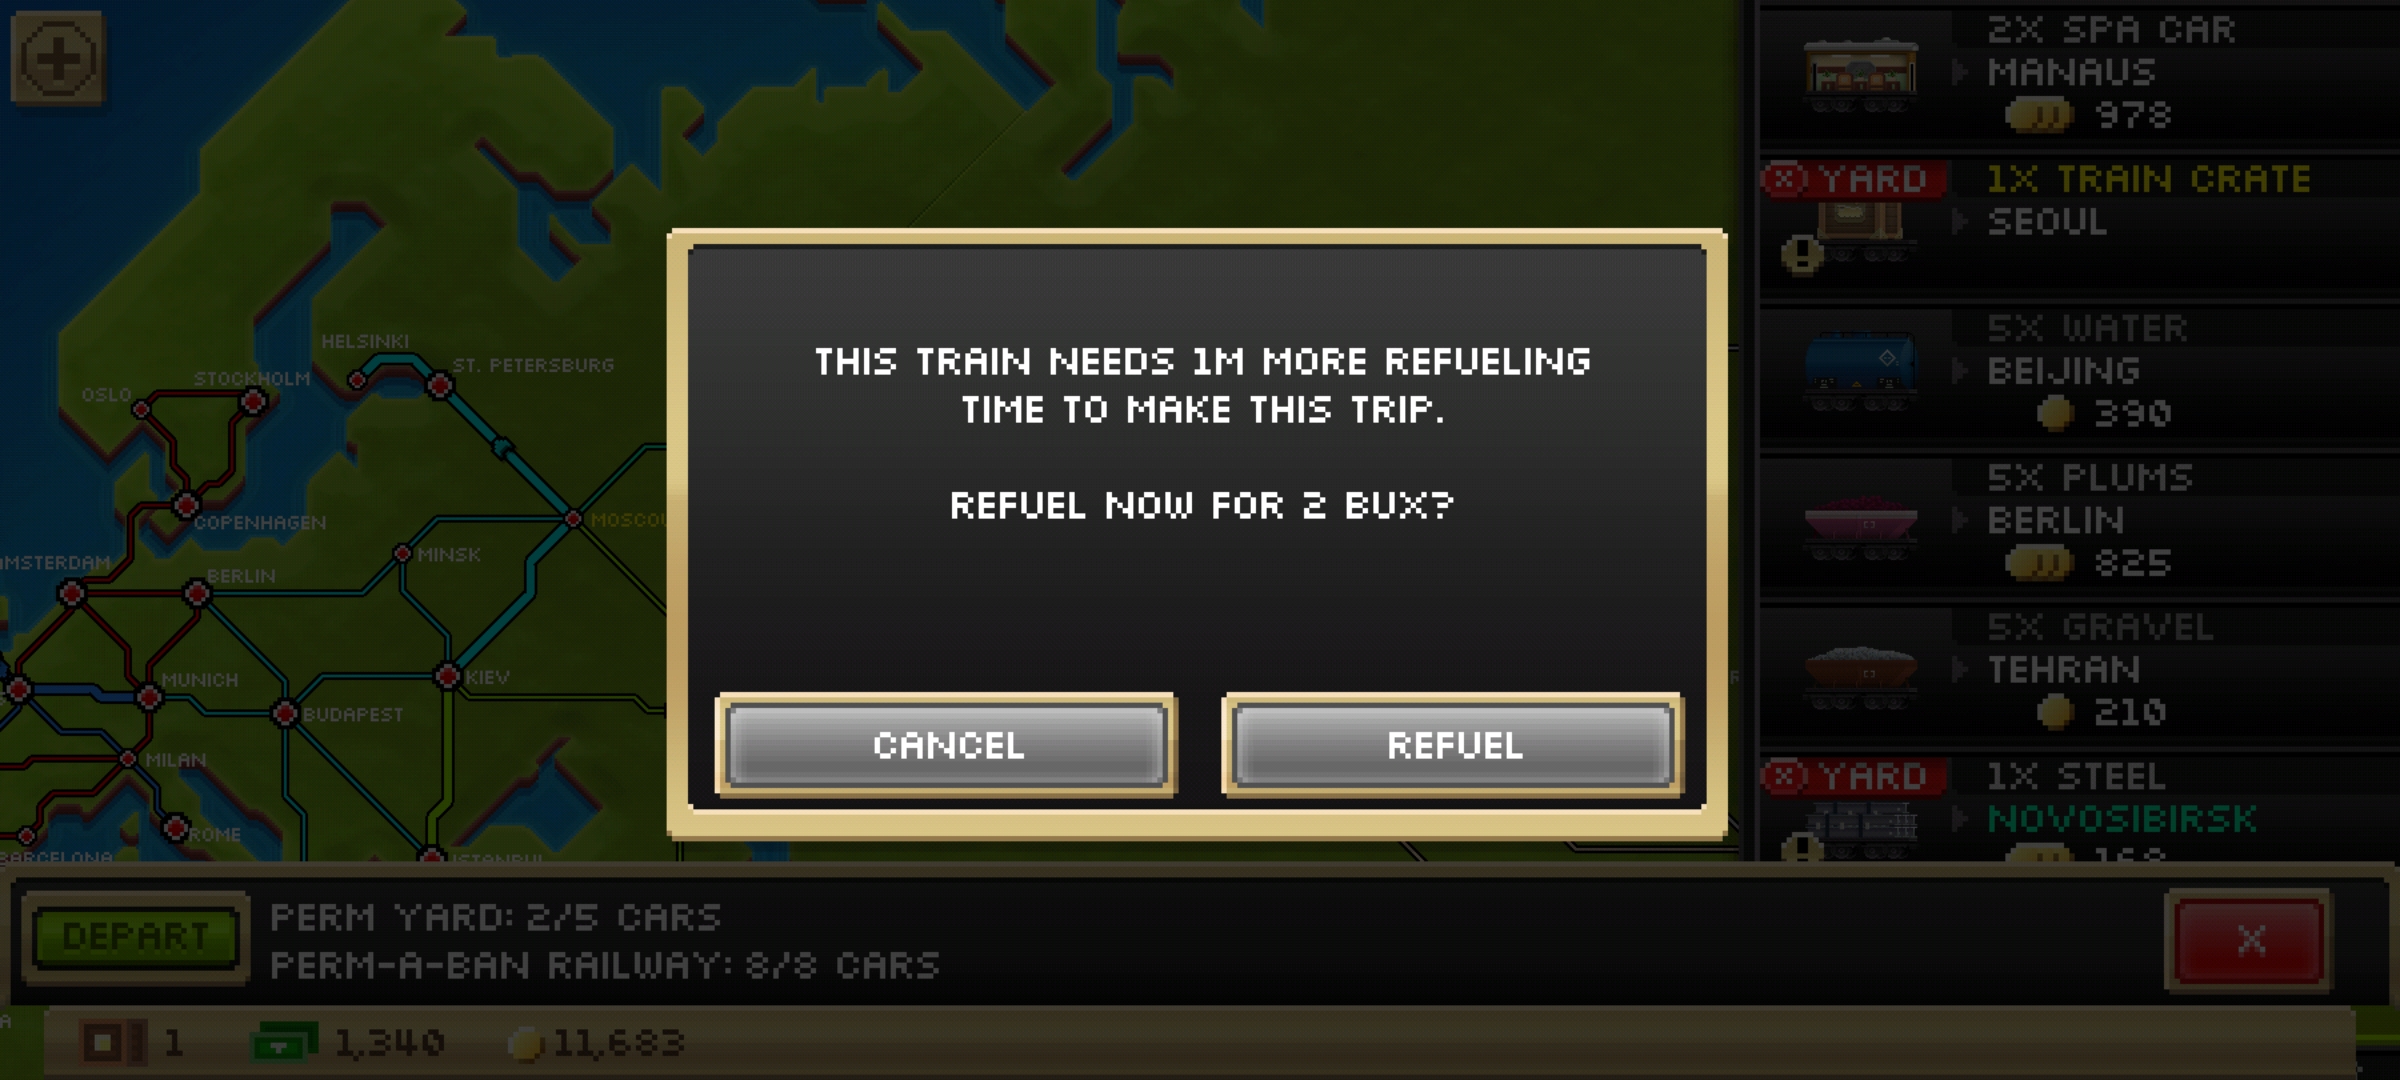 2X SPA CAR
MANAUS
978
YARD
1X TRAIN CRATE
SEOUL
5X WATER
BEIJING
390
5X PLUMS
BERLIN
825
5X GRAVEL
TEHRAN
210
YARD
1X STEEL
NOVOSIBIRSK
168
HELSINKI
ST. PETERSBURG
STOCKHOLM
OSLO
COPENHAGEN
MINSK
BERLIN
MUNICH
KIEV
BUDAPEST
MILAN
ROME
BARCELONA
ISTANBUL
THIS TRAIN NEEDS 1M MORE REFUELING
TIME TO MAKE THIS TRIP.
REFUEL NOW FOR 2 BUX?
CANCEL
REFUEL
DEPART
PERM YARD: 2/5 CARS
PERM-A-BAN RAILWAY: 8/8 CARS
X
1
1,340
11,683